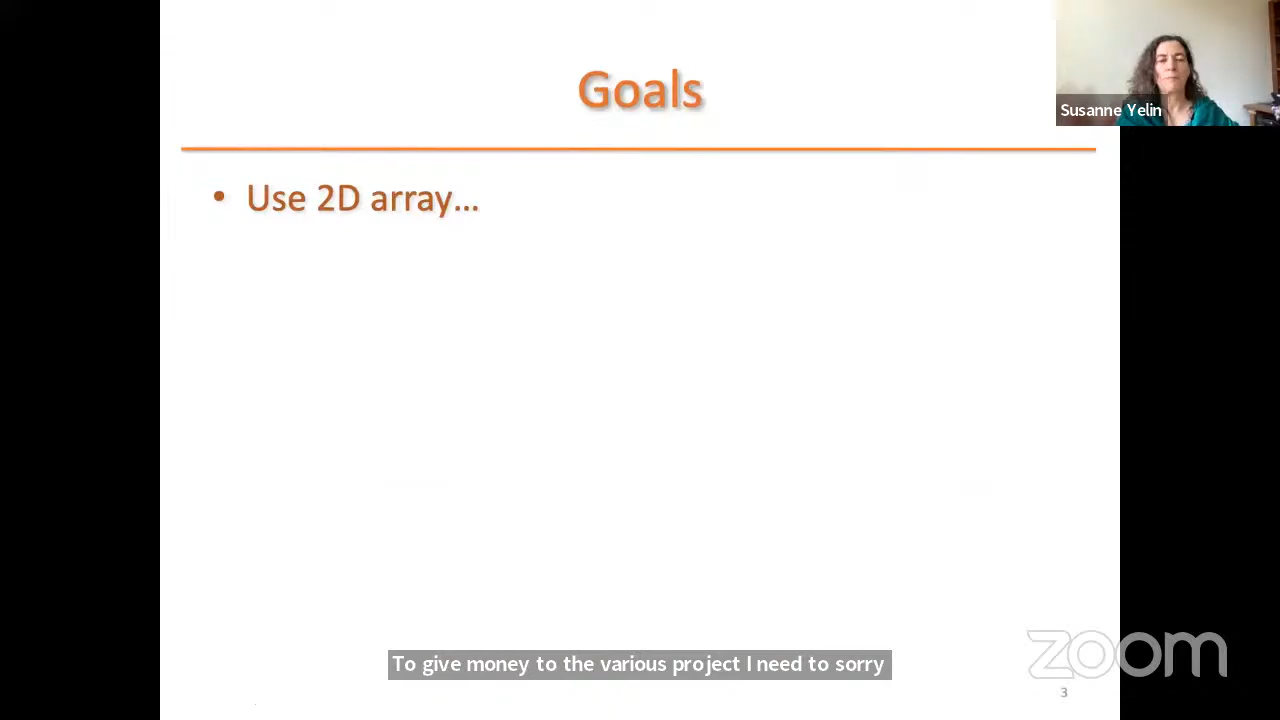 Goals
Susanne Yelin
• Use 2D array...
To give money to the various project I need to sorry
zoom
3